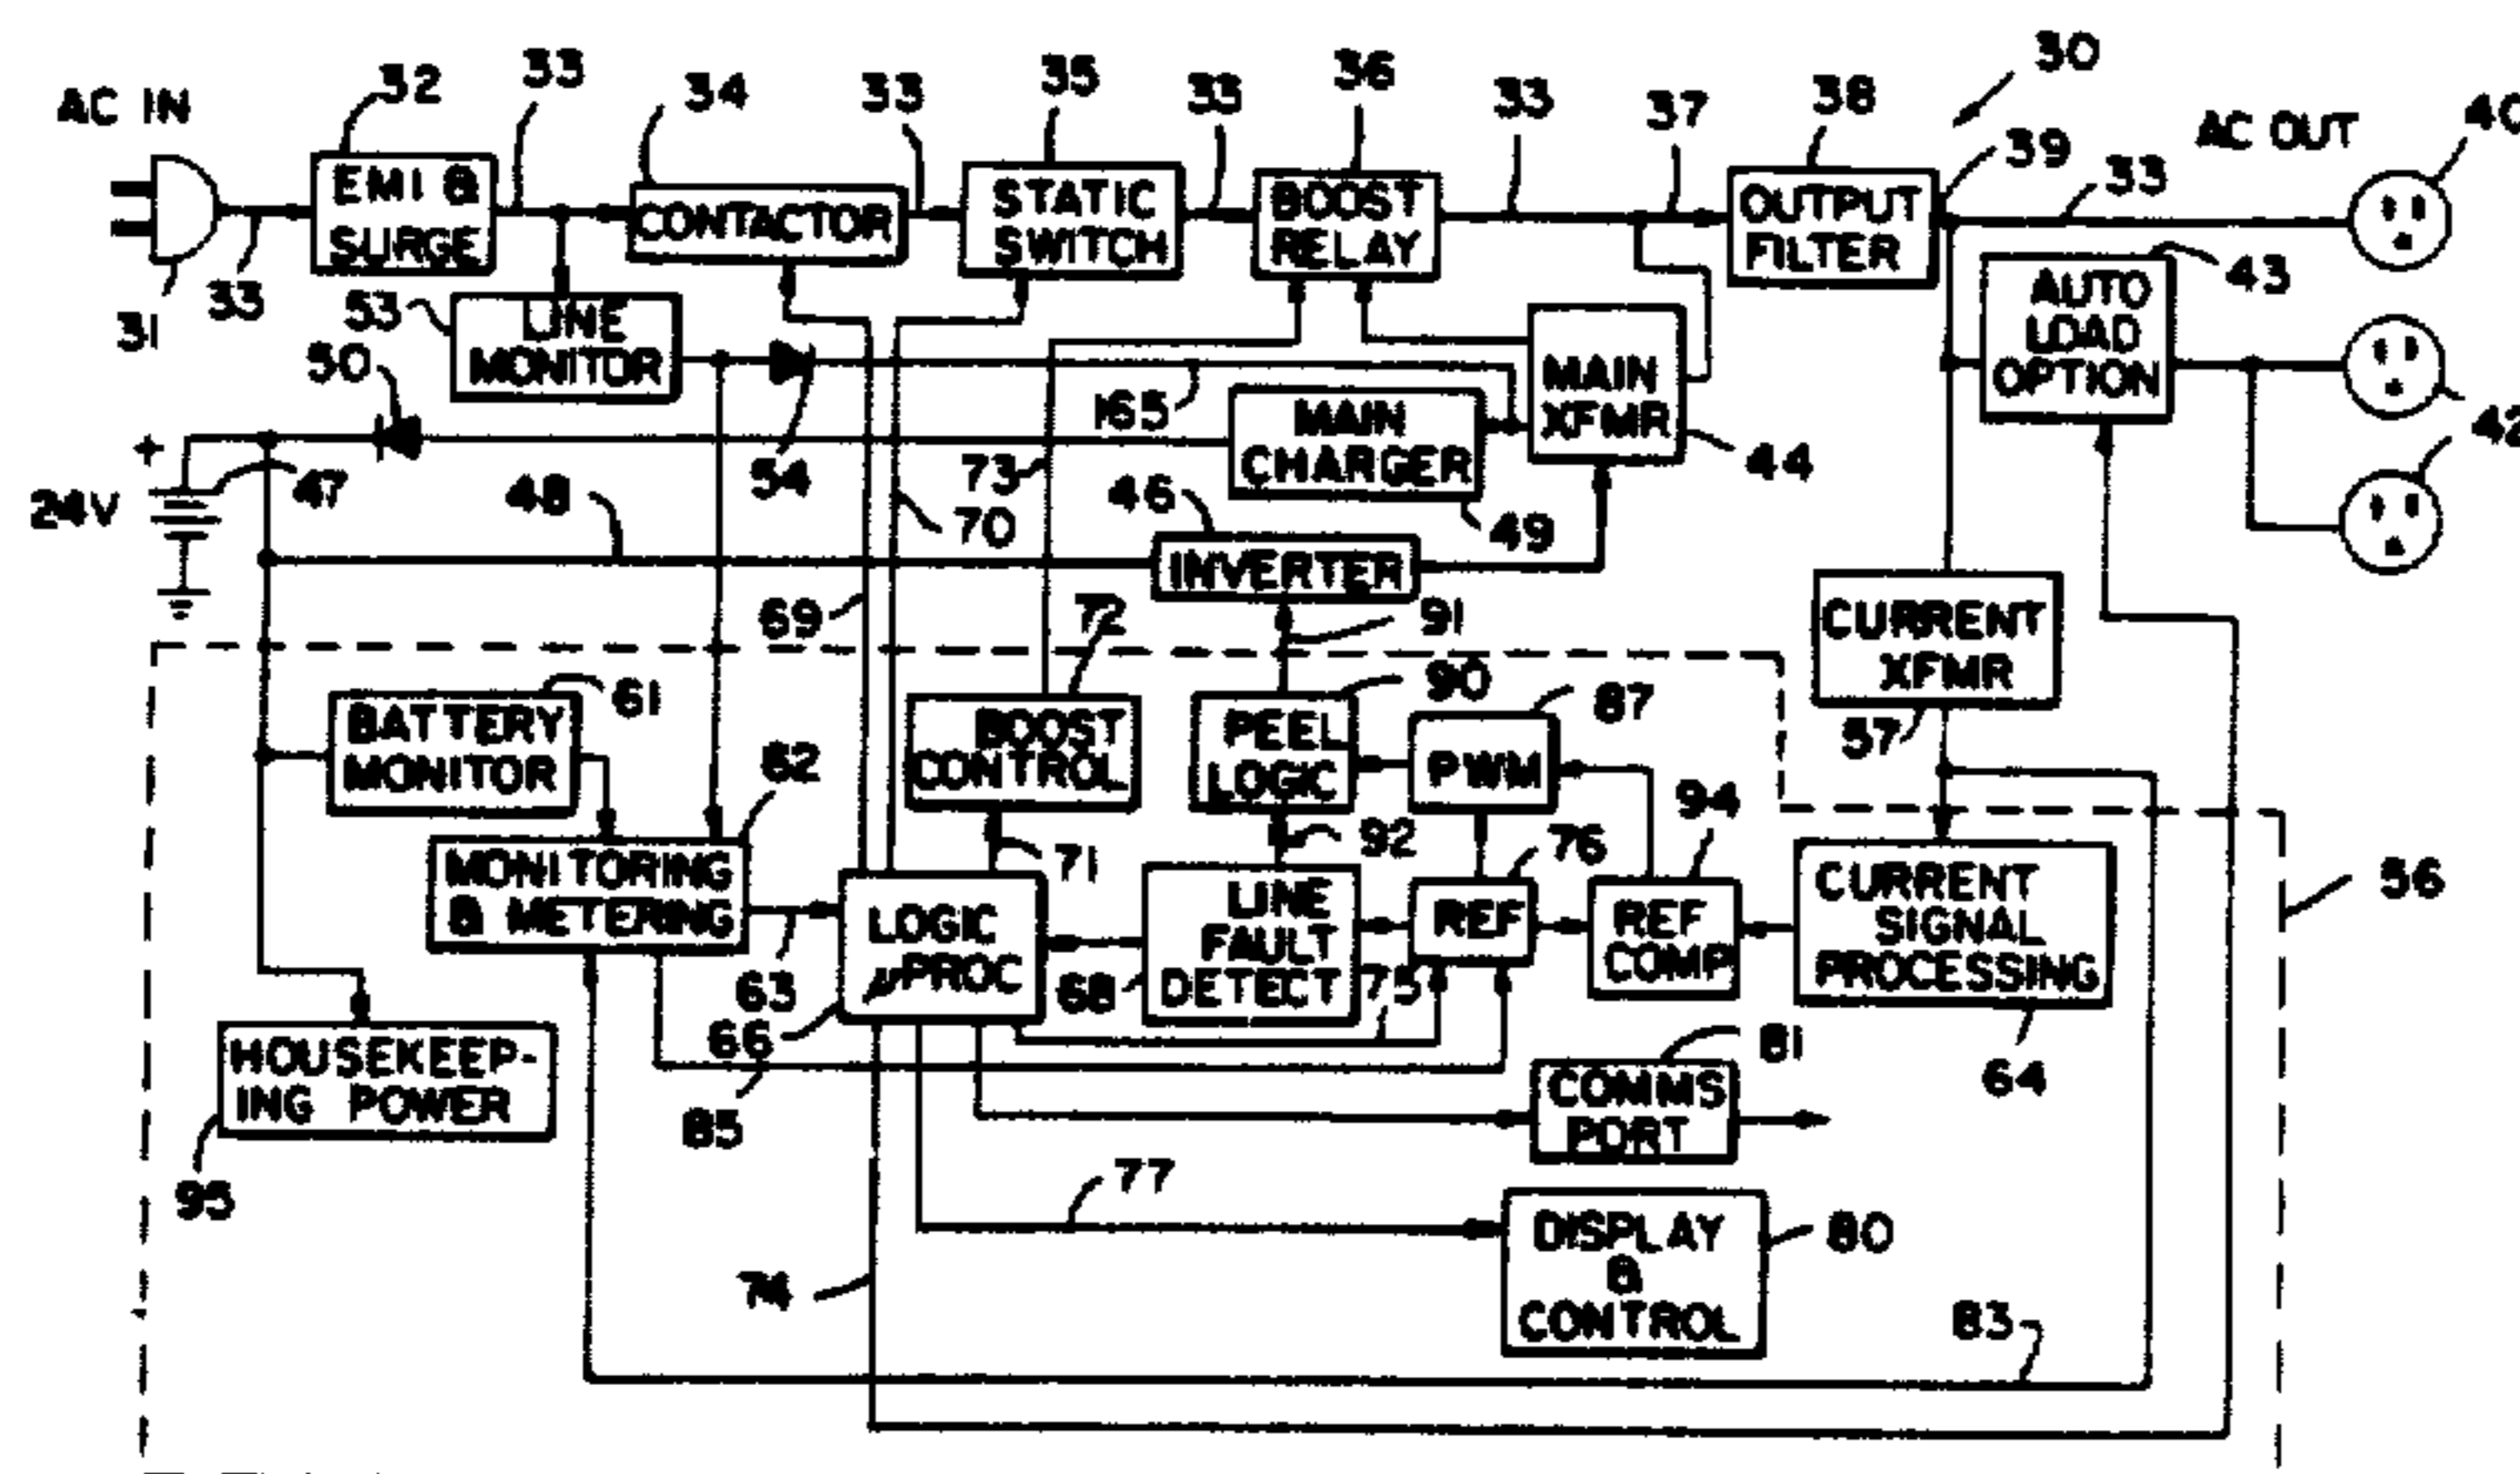 30
32
33
34
33
35
33
36
33
37
38
39
33
40
AC IN
AC OUT
EMI &
SURGE
CONTACTOR
STATIC
SWITCH
BOOST
RELAY
OUTPUT
FILTER
31
33
53
LINE
MONITOR
43
AUTO
LOAD
OPTION
50
54
165
MAIN
XFMR
44
MAIN
CHARGER
49
42
+
24V
47
48
73
70
46
INVERTER
69
72
91
CURRENT
XFMR
57
BATTERY
MONITOR
61
62
BOOST
CONTROL
PEEL
LOGIC
90
PWM
87
94
MONITORING
& METERING
71
92
76
LOGIC
µPROC
LINE
FAULT
DETECT
REF
REF
COMP
CURRENT
SIGNAL
PROCESSING
56
63
66
68
75
64
HOUSEKEEP-
ING POWER
95
85
81
COMMS
PORT
77
74
DISPLAY
&
CONTROL
80
83